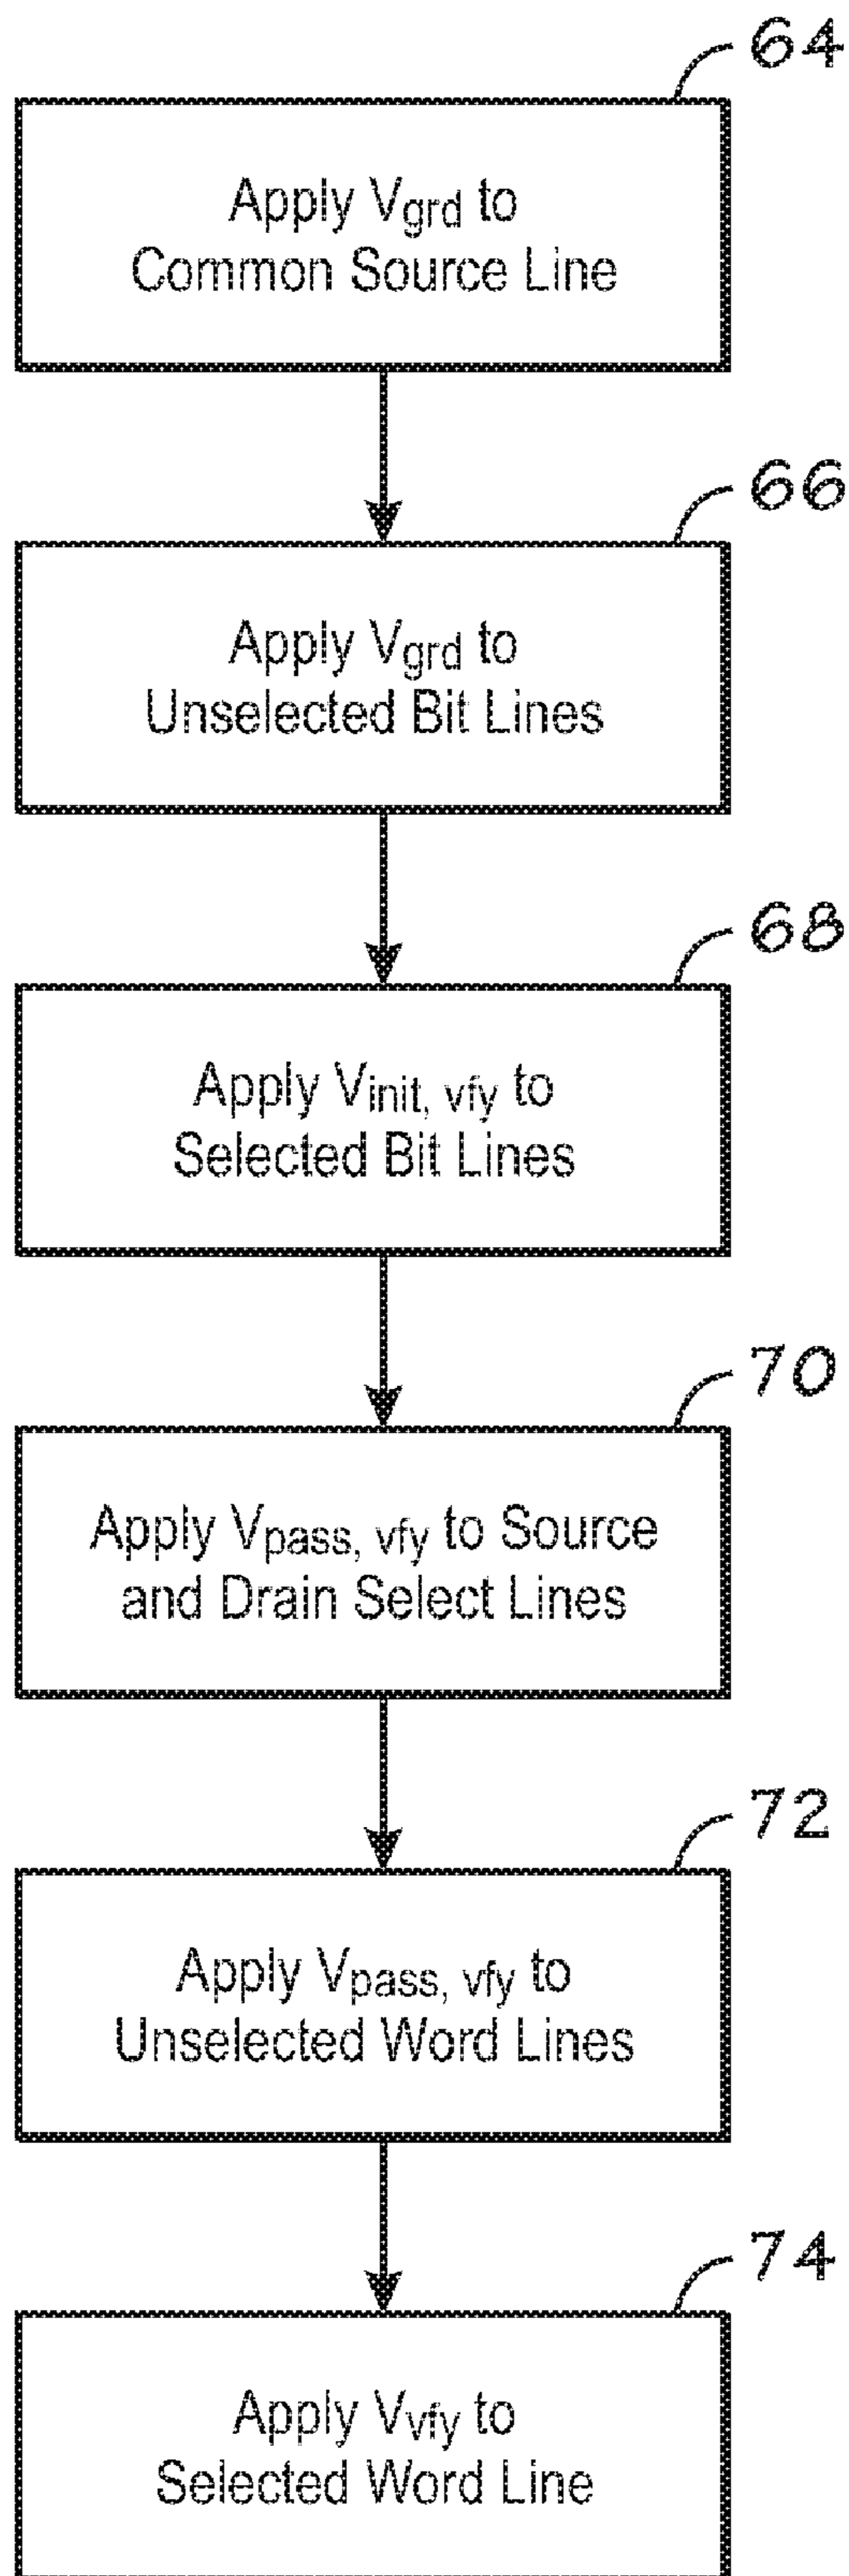 64
Apply Vgrd to
Common Source Line
66
Apply Vgrd to
Unselected Bit Lines
68
Apply Vinit, vfy to
Selected Bit Lines
70
Apply Vpass, vfy to Source
and Drain Select Lines
72
Apply Vpass, vfy to
Unselected Word Lines
74
Apply Vvfy to
Selected Word Line